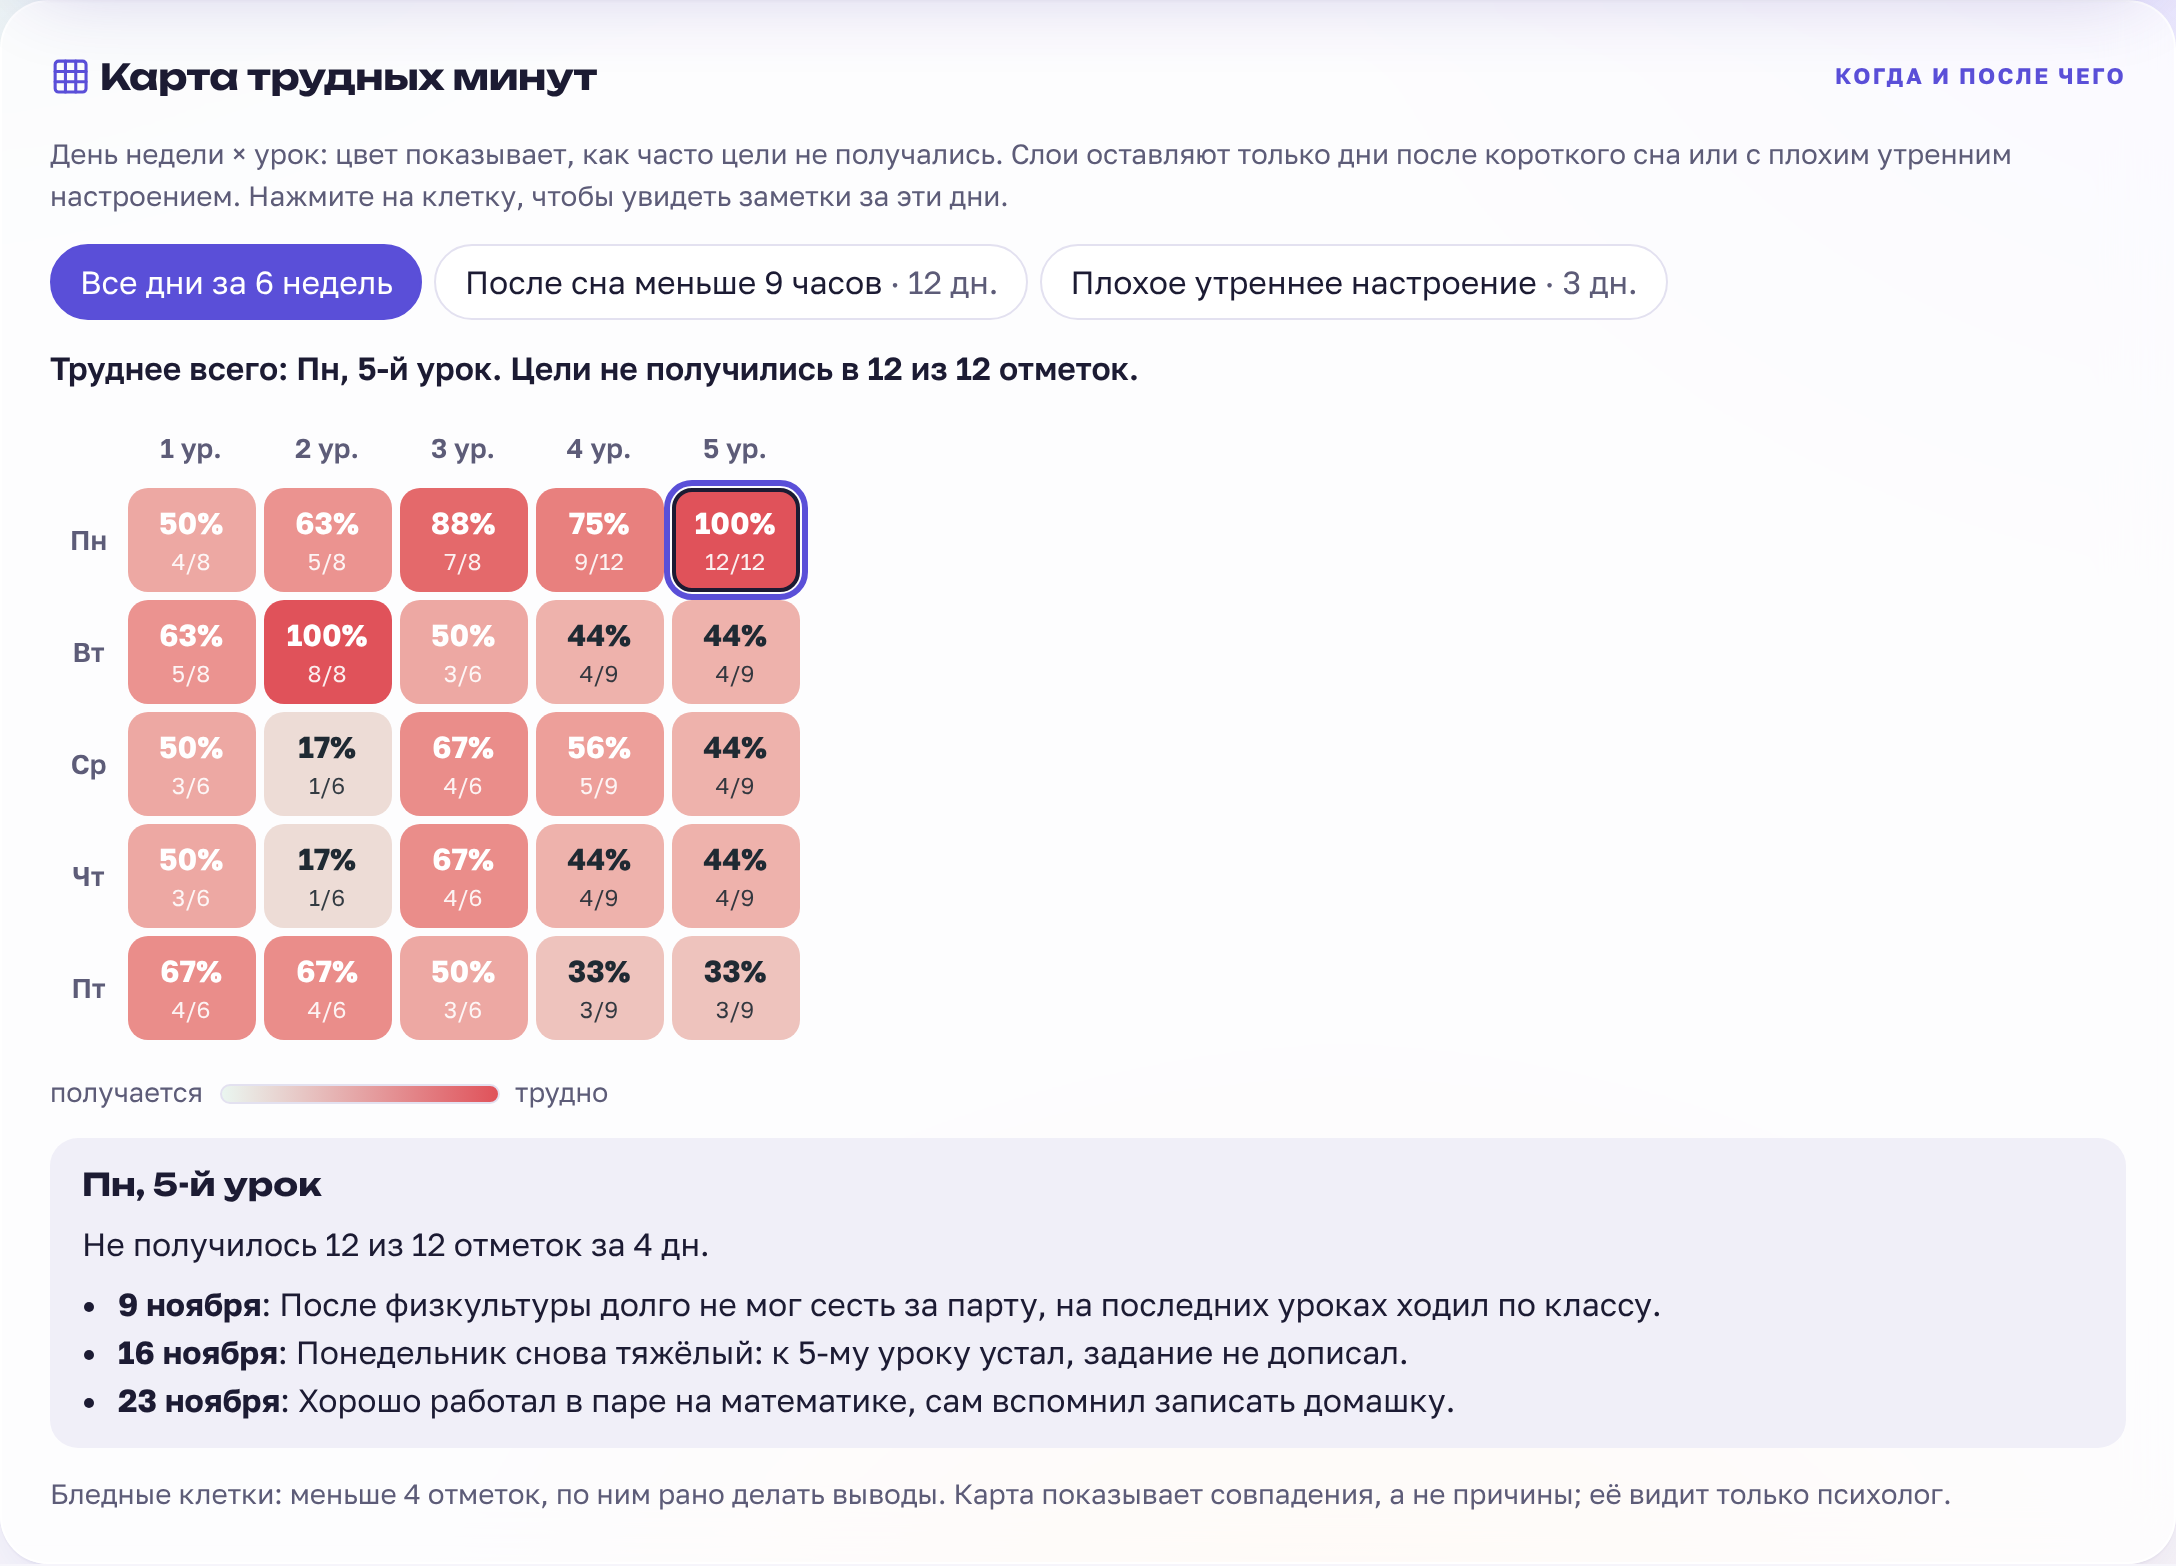 Карта трудных минут
КОГДА И ПОСЛЕ ЧЕГО
День недели × урок: цвет показывает, как часто цели не получались. Слои оставляют только дни после короткого сна или с плохим утренним
настроением. Нажмите на клетку, чтобы увидеть заметки за эти дни.
Все дни за 6 недель
После сна меньше 9 часов · 12 дн.
Плохое утреннее настроение · 3 дн.
Труднее всего: Пн, 5-й урок. Цели не получились в 12 из 12 отметок.
1 ур. 2 ур. 3 ур. 4 ур. 5 ур.
Пн 50% 63% 88% 75% 100%
4/8 5/8 7/8 9/12 12/12
Вт 63% 100% 50% 44% 44%
5/8 8/8 3/6 4/9 4/9
Ср 50% 17% 67% 56% 44%
3/6 1/6 4/6 5/9 4/9
Чт 50% 17% 67% 44% 44%
3/6 1/6 4/6 4/9 4/9
Пт 67% 67% 50% 33% 33%
4/6 4/6 3/6 3/9 3/9
получается трудно
Пн, 5-й урок
Не получилось 12 из 12 отметок за 4 дн.
• 9 ноября: После физкультуры долго не мог сесть за парту, на последних уроках ходил по классу.
• 16 ноября: Понедельник снова тяжёлый: к 5-му уроку устал, задание не дописал.
• 23 ноября: Хорошо работал в паре на математике, сам вспомнил записать домашку.
Бледные клетки: меньше 4 отметок, по ним рано делать выводы. Карта показывает совпадения, а не причины; её видит только психолог.